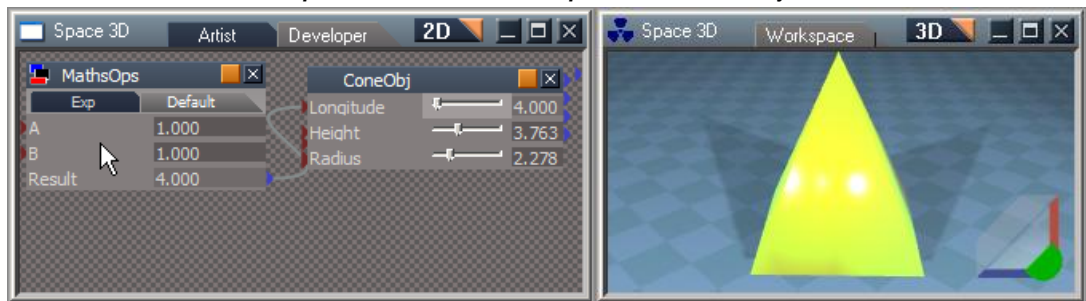 Space 3D Artist Developer 2D
MathsOps
Exp Default
A 1.000
B 1.000
Result 4.000
ConeObj
Longitude 4.000
Height 3.763
Radius 2.278
Space 3D Workspace 3D